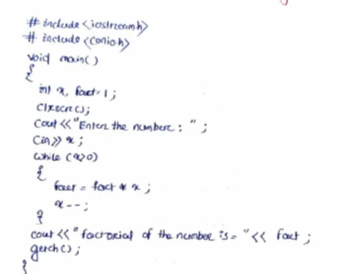 # include <iostream.h>
# include <conio.h>
void main()
{
int x, fact=1;
clrscr();
cout <<"Enter the number: " ;
cin>> x;
while (x>0)
{
fact = fact * x ;
x--;
}
cout <<"factorial of the number is= "<< fact ;
getch();
}